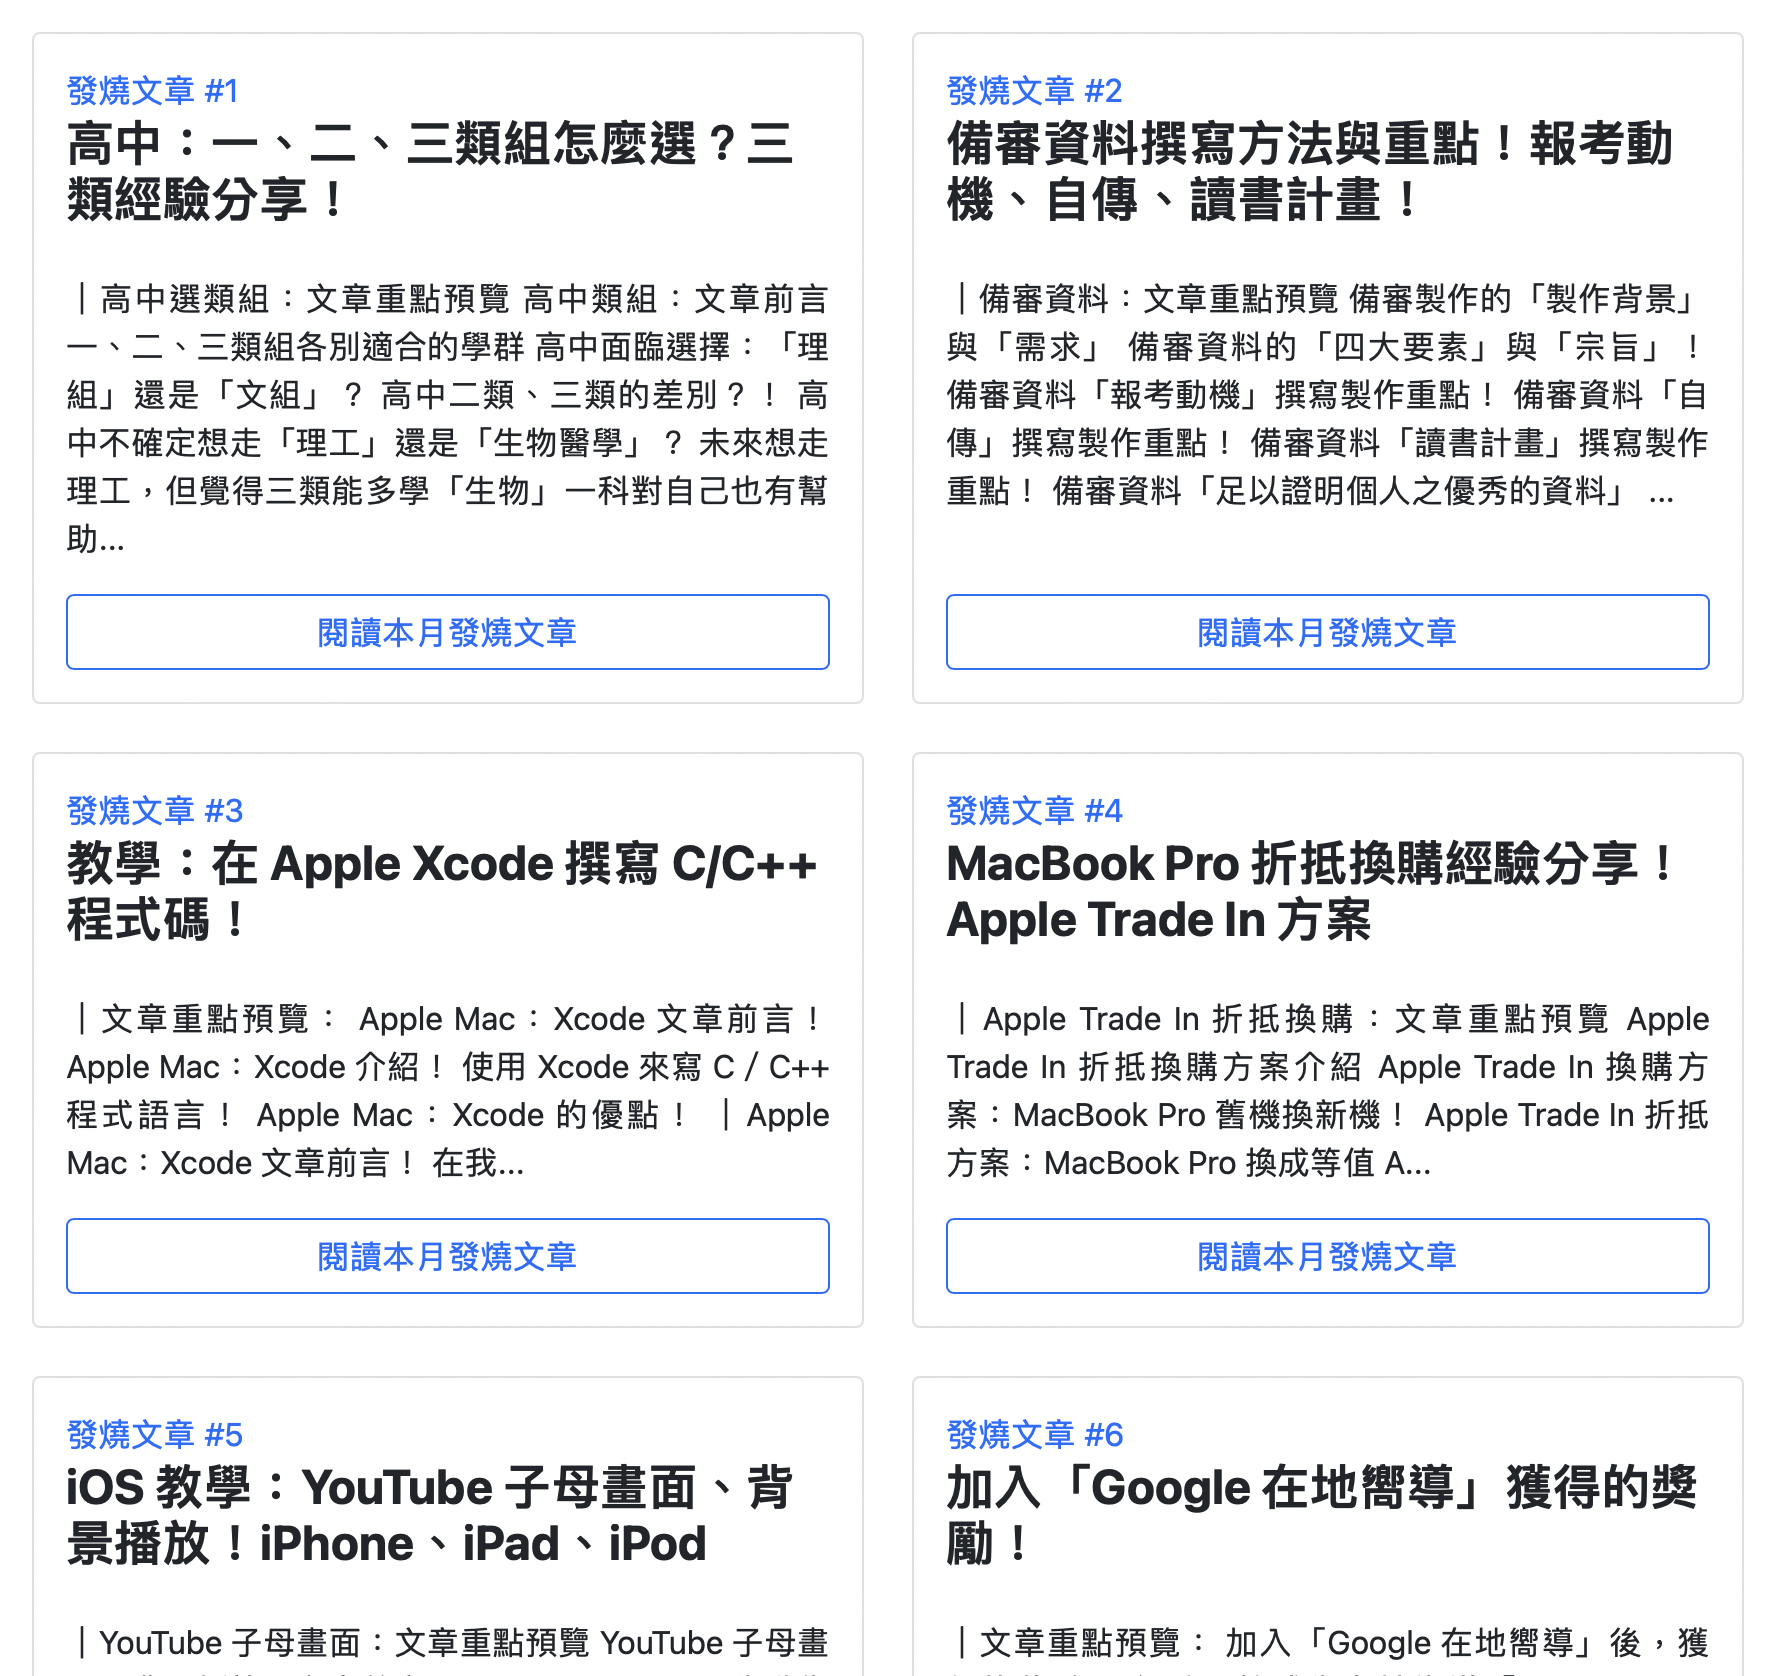 發燒文章 #1
高中：一、二、三類組怎麼選？三
類經驗分享！
｜高中選類組：文章重點預覽 高中類組：文章前言
一、二、三類組各別適合的學群 高中面臨選擇：「理
組」還是「文組」？ 高中二類、三類的差別？！ 高
中不確定想走「理工」還是「生物醫學」？ 未來想走
理工，但覺得三類能多學「生物」一科對自己也有幫
助...
閱讀本月發燒文章
發燒文章 #2
備審資料撰寫方法與重點！報考動
機、自傳、讀書計畫！
｜備審資料：文章重點預覽 備審製作的「製作背景」
與「需求」 備審資料的「四大要素」與「宗旨」！
備審資料「報考動機」撰寫製作重點！ 備審資料「自
傳」撰寫製作重點！ 備審資料「讀書計畫」撰寫製作
重點！ 備審資料「足以證明個人之優秀的資料」 ...
閱讀本月發燒文章
發燒文章 #3
教學：在 Apple Xcode 撰寫 C/C++
程式碼！
｜文章重點預覽： Apple Mac：Xcode 文章前言！
Apple Mac：Xcode 介紹！ 使用 Xcode 來寫 C / C++
程式語言！ Apple Mac：Xcode 的優點！ ｜Apple
Mac：Xcode 文章前言！ 在我...
閱讀本月發燒文章
發燒文章 #4
MacBook Pro 折抵換購經驗分享！
Apple Trade In 方案
｜Apple Trade In 折抵換購：文章重點預覽 Apple
Trade In 折抵換購方案介紹 Apple Trade In 換購方
案：MacBook Pro 舊機換新機！ Apple Trade In 折抵
方案：MacBook Pro 換成等值 A...
閱讀本月發燒文章
發燒文章 #5
iOS 教學：YouTube 子母畫面、背
景播放！iPhone、iPad、iPod
｜YouTube 子母畫面：文章重點預覽 YouTube 子母畫
發燒文章 #6
加入「Google 在地嚮導」獲得的獎
勵！
｜文章重點預覽： 加入「Google 在地嚮導」後，獲